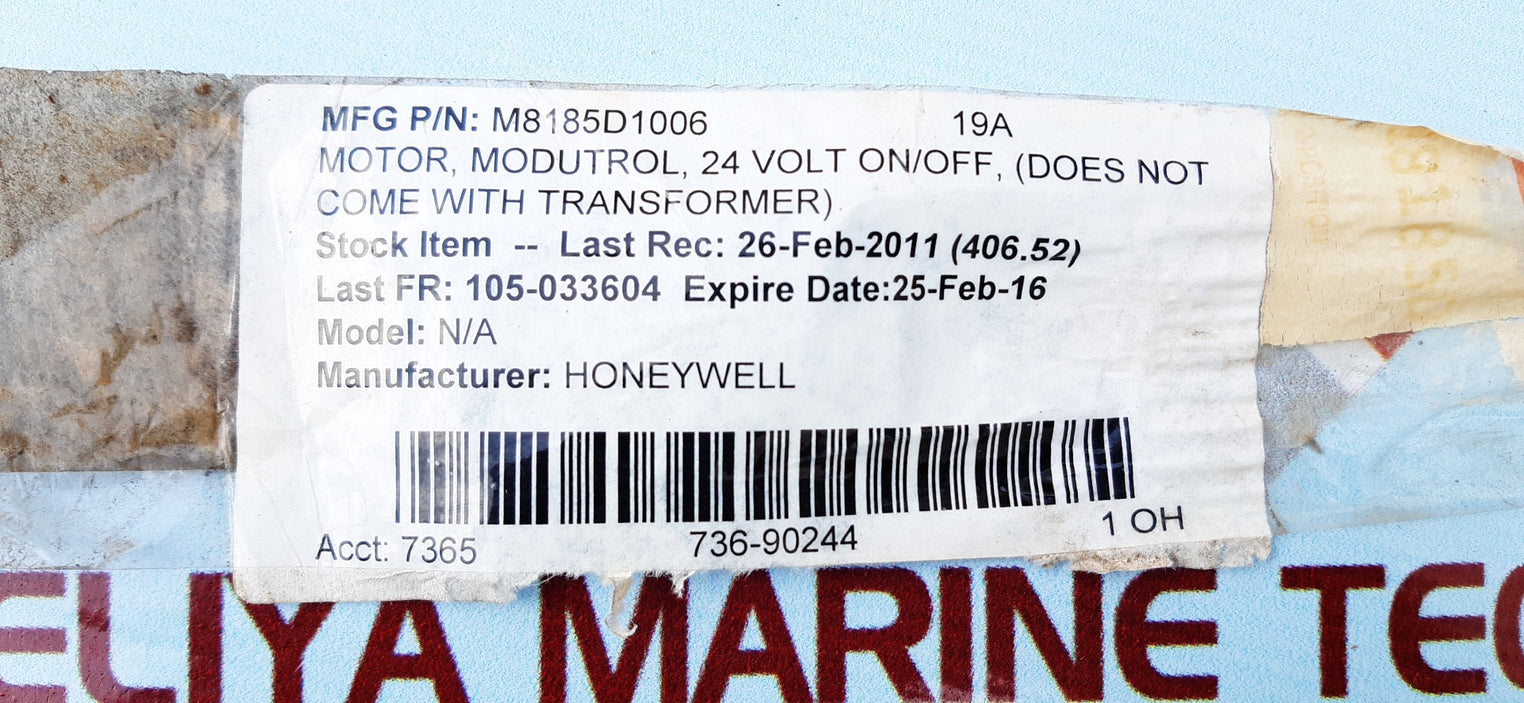 MFG P/N: M8185D1006 19A
MOTOR, MODUTROL, 24 VOLT ON/OFF, (DOES NOT
COME WITH TRANSFORMER)
Stock Item -- Last Rec: 26-Feb-2011 (406.52)
Last FR: 105-033604 Expire Date:25-Feb-16
Model: N/A
Manufacturer: HONEYWELL
Acct: 7365 736-90244 1 OH
ELIYA MARINE TEC